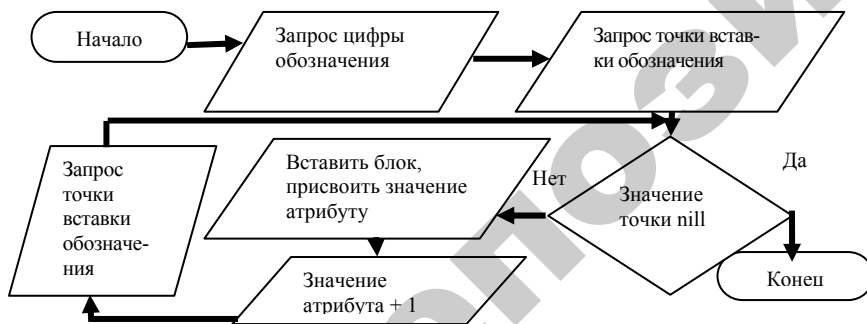 Начало
Запрос цифры
обозначения
Запрос точки встав-
ки обозначения
Запрос
точки
вставки
обозначе-
ния
Вставить блок,
присвоить значение
атрибуту
Нет
Значение
точки nill
Да
Конец
Значение
атрибута + 1